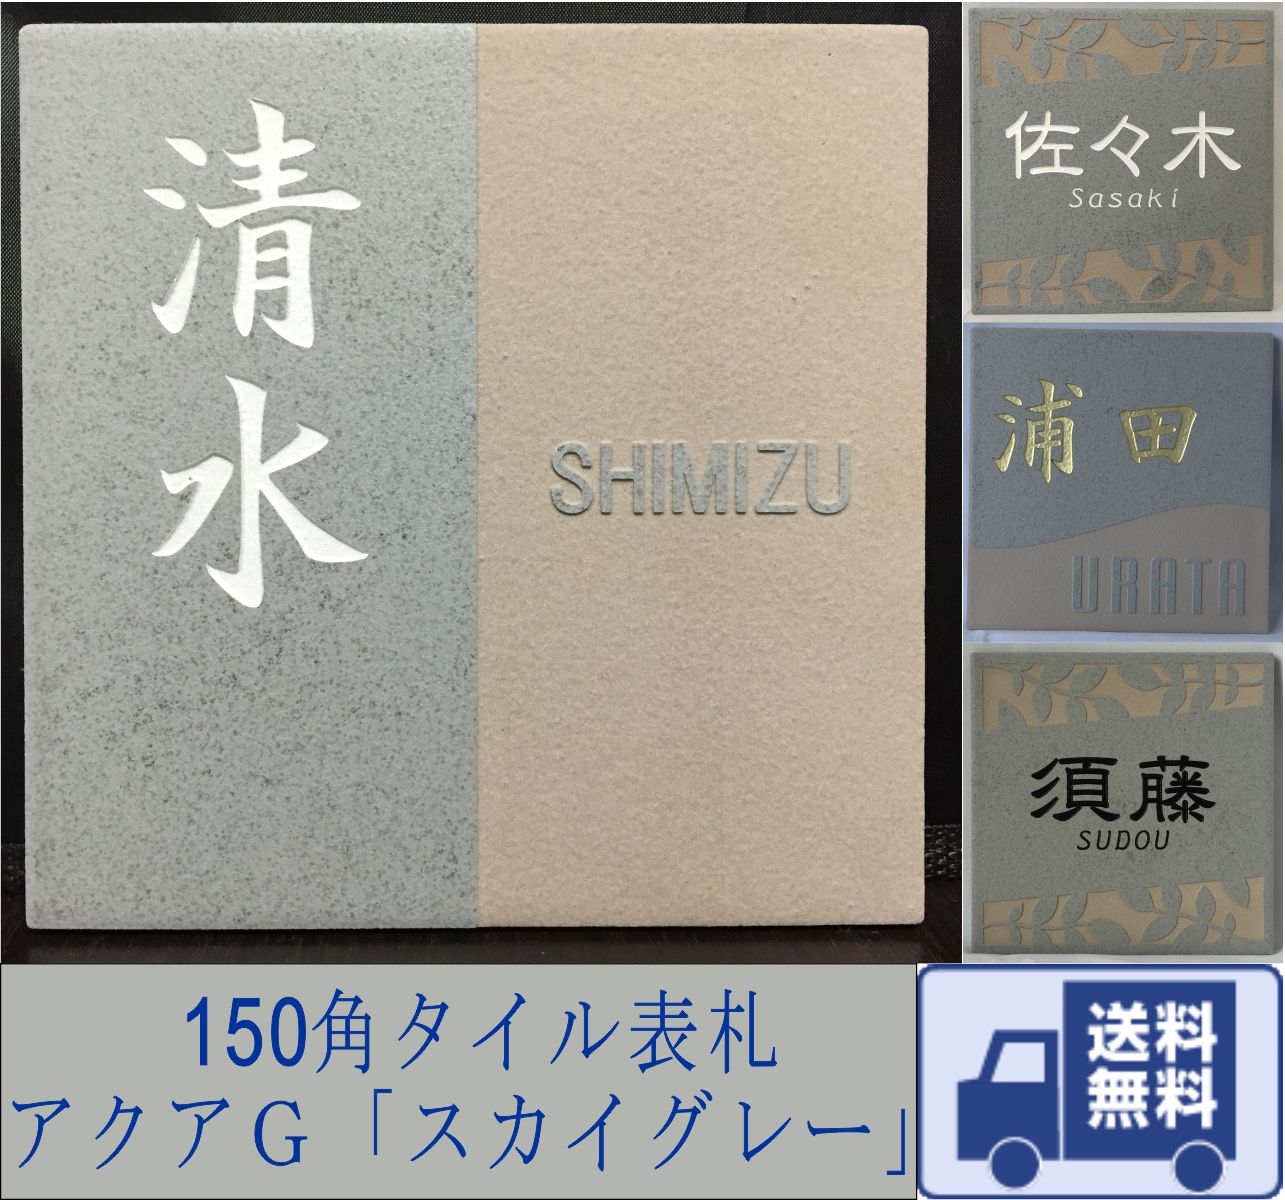 清水
SHIMIZU
佐々木
Sasaki
浦田
URATA
須藤
SUDOU
150角タイル表札
アクアG「スカイグレー」
送料
無料